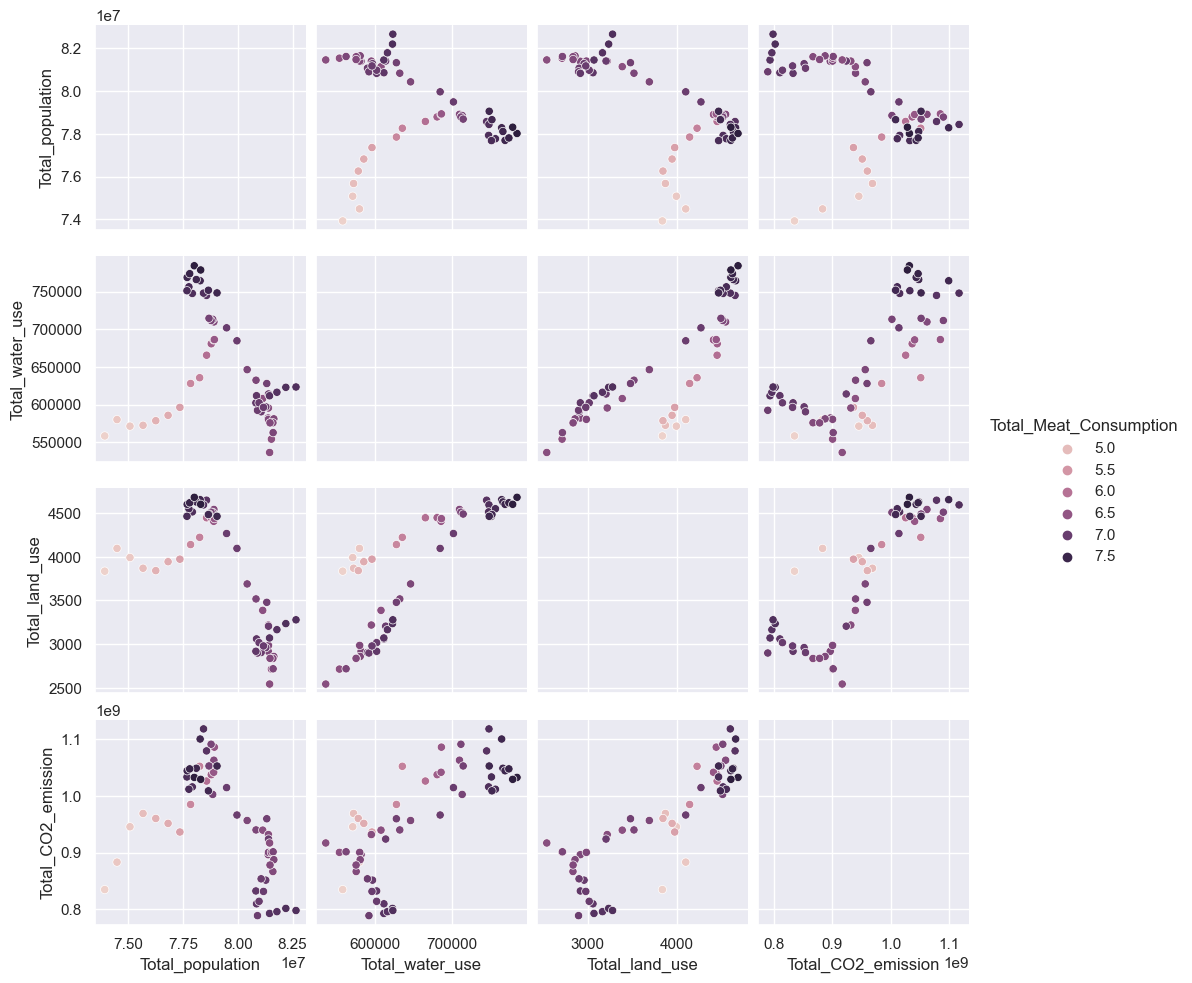 1e7
8.2
8.0
7.8
7.6
7.4
Total_population
750000
700000
650000
600000
550000
Total_water_use
4500
4000
3500
3000
2500
Total_land_use
1e9
1.1
1.0
0.9
0.8
Total_CO2_emission
7.50 7.75 8.00 8.25
1e7
Total_population
600000 700000
Total_water_use
3000 4000
Total_land_use
0.8 0.9 1.0 1.1
1e9
Total_CO2_emission
Total_Meat_Consumption
5.0
5.5
6.0
6.5
7.0
7.5